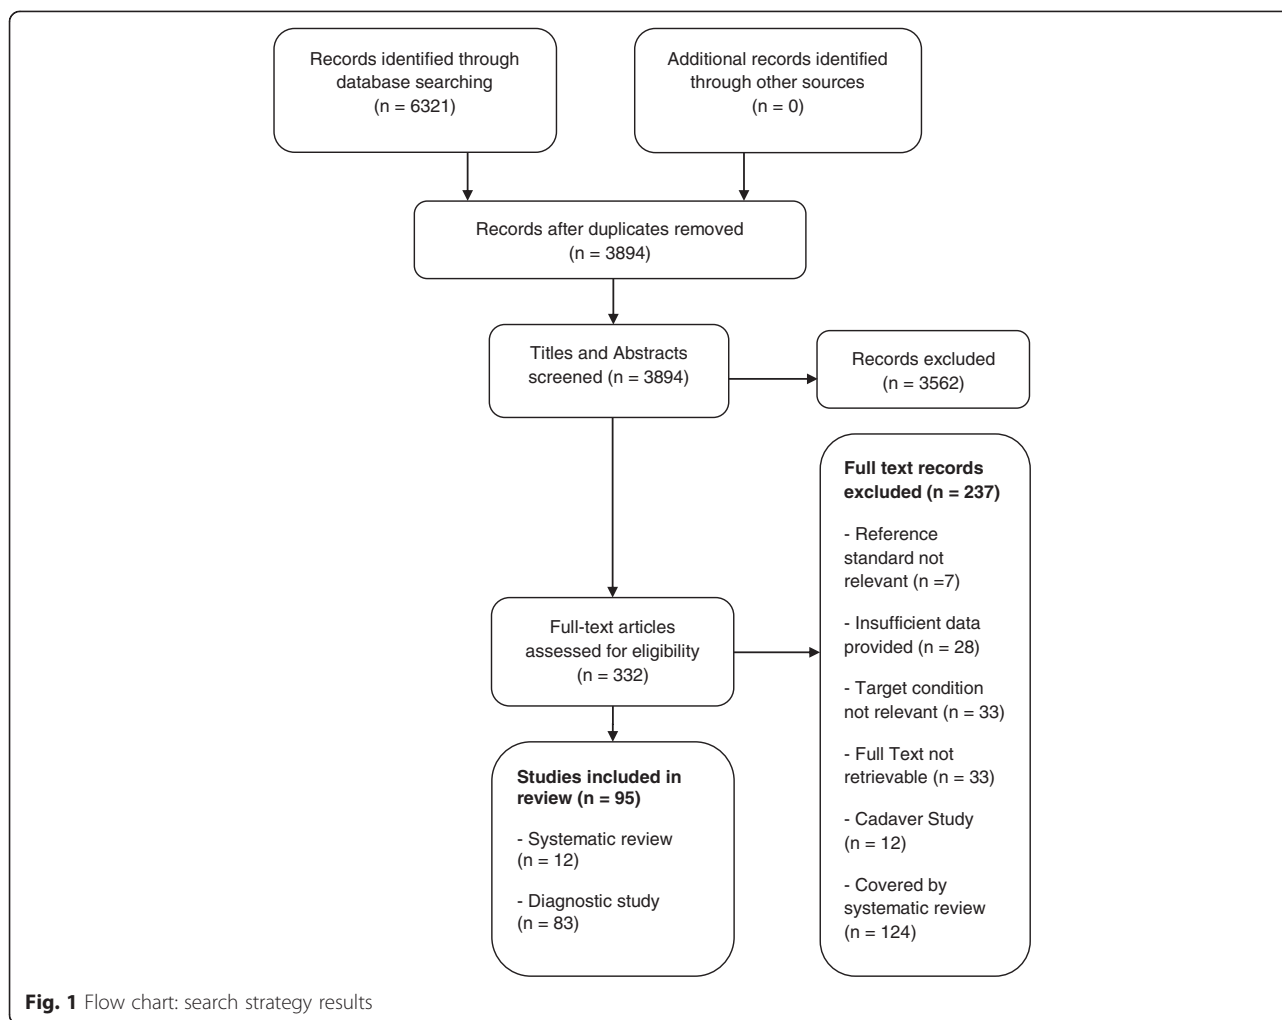 Records identified through
database searching
(n = 6321)
Additional records identified
through other sources
(n = 0)
Records after duplicates removed
(n = 3894)
Titles and Abstracts
screened (n = 3894)
Records excluded
(n = 3562)
Full text records
excluded (n = 237)
- Reference
standard not
relevant (n =7)
- Insufficient data
provided (n = 28)
- Target condition
not relevant (n = 33)
- Full Text not
retrievable (n = 33)
- Cadaver Study
(n = 12)
- Covered by
systematic review
(n = 124)
Full-text articles
assessed for eligibility
(n = 332)
Studies included in
review (n = 95)
- Systematic review
(n = 12)
- Diagnostic study
(n = 83)
Fig. 1 Flow chart: search strategy results